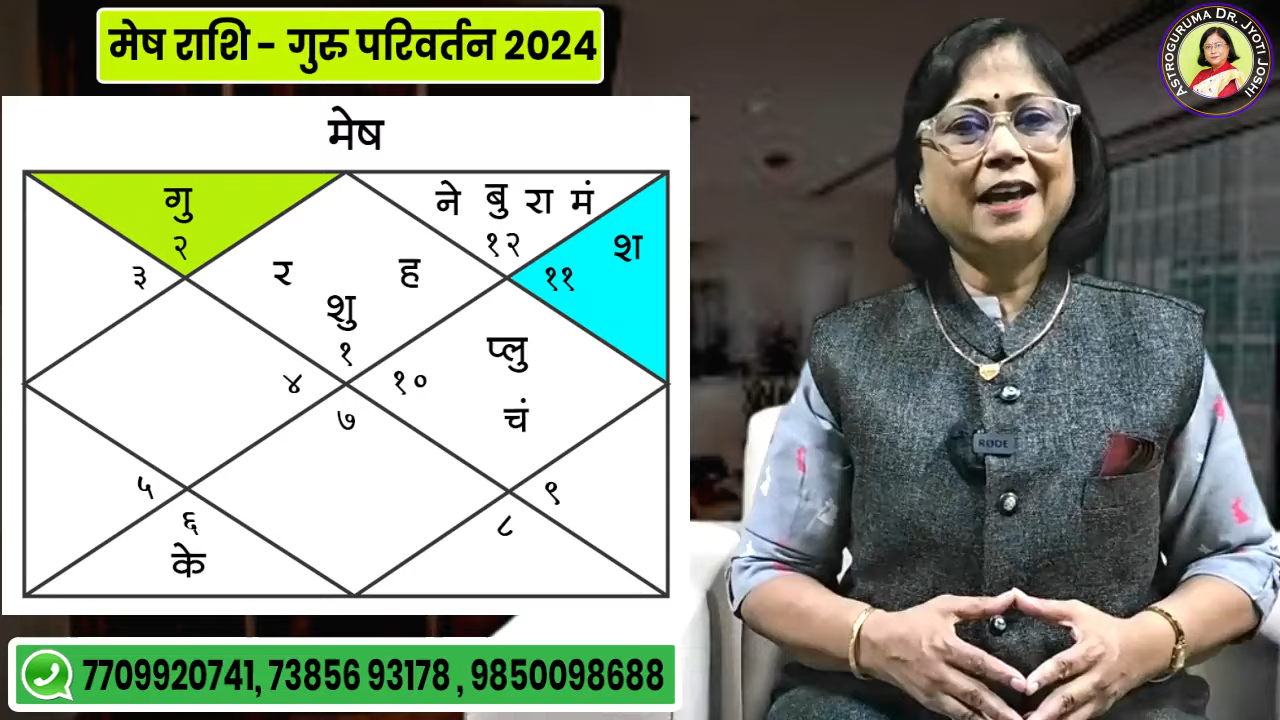 मेष राशि - गुरु परिवर्तन 2024
ASTROGURUMA DR. JYOTI JOSHI
मेष
गु
ने बु रा मं
२
१२
श
३
र
ह
११
शु
१
प्लु
४
१०
७
चं
५
९
६
८
के
RØDE
7709920741, 73856 93178 , 9850098688